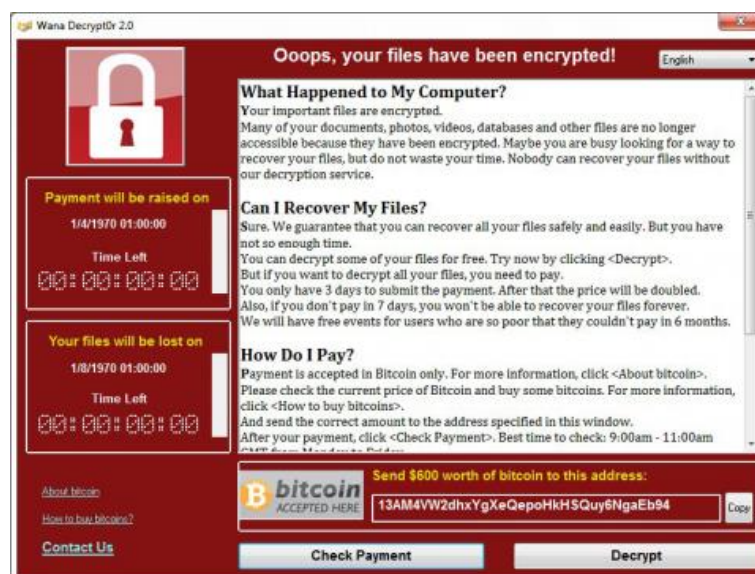 Wana Decrypt0r 2.0
Ooops, your files have been encrypted!
English
What Happened to My Computer?
Your important files are encrypted.
Many of your documents, photos, videos, databases and other files are no longer
accessible because they have been encrypted. Maybe you are busy looking for a way to
recover your files, but do not waste your time. Nobody can recover your files without
our decryption service.
Can I Recover My Files?
Sure. We guarantee that you can recover all your files safely and easily. But you have
not so enough time.
You can decrypt some of your files for free. Try now by clicking <Decrypt>.
But if you want to decrypt all your files, you need to pay.
You only have 3 days to submit the payment. After that the price will be doubled.
Also, if you don't pay in 7 days, you won't be able to recover your files forever.
We will have free events for users who are so poor that they couldn't pay in 6 months.
How Do I Pay?
Payment is accepted in Bitcoin only. For more information, click <About bitcoin>.
Please check the current price of Bitcoin and buy some bitcoins. For more information,
click <How to buy bitcoins>.
And send the correct amount to the address specified in this window.
After your payment, click <Check Payment>. Best time to check: 9:00am - 11:00am
GMT from Monday to Friday
Payment will be raised on
1/4/1970 01:00:00
Time Left
00:00:00:00
Your files will be lost on
1/8/1970 01:00:00
Time Left
00:00:00:00
About bitcoin
How to buy bitcoins?
Contact Us
bitcoin
ACCEPTED HERE
Send $600 worth of bitcoin to this address:
13AM4VW2dhxYgXeQepoHkHSQuy6NgaEb94
Copy
Check Payment
Decrypt